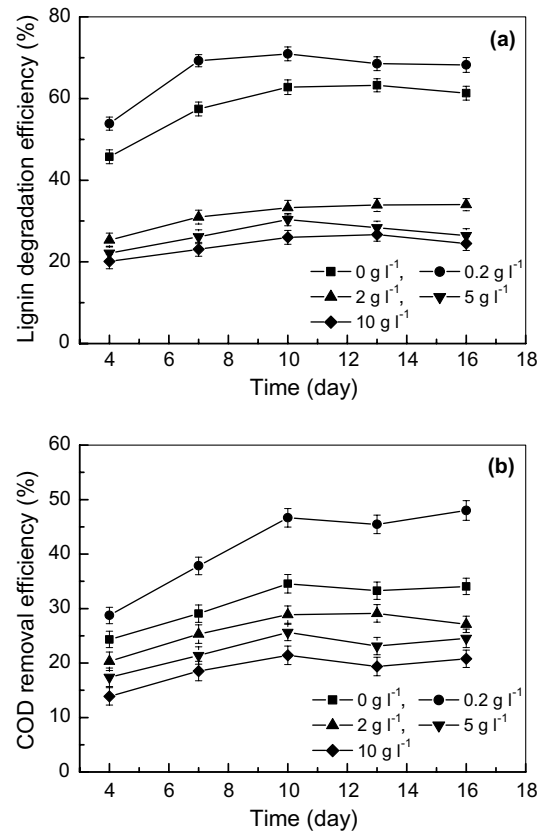 (a)
Lignin degradation efficiency (%)
80
60
40
20
0
0 g l⁻¹, 0.2 g l⁻¹
2 g l⁻¹, 5 g l⁻¹
10 g l⁻¹
4 6 8 10 12 14 16 18
Time (day)
(b)
COD removal efficiency (%)
60
50
40
30
20
10
0
0 g l⁻¹, 0.2 g l⁻¹
2 g l⁻¹, 5 g l⁻¹
10 g l⁻¹
4 6 8 10 12 14 16 18
Time (day)